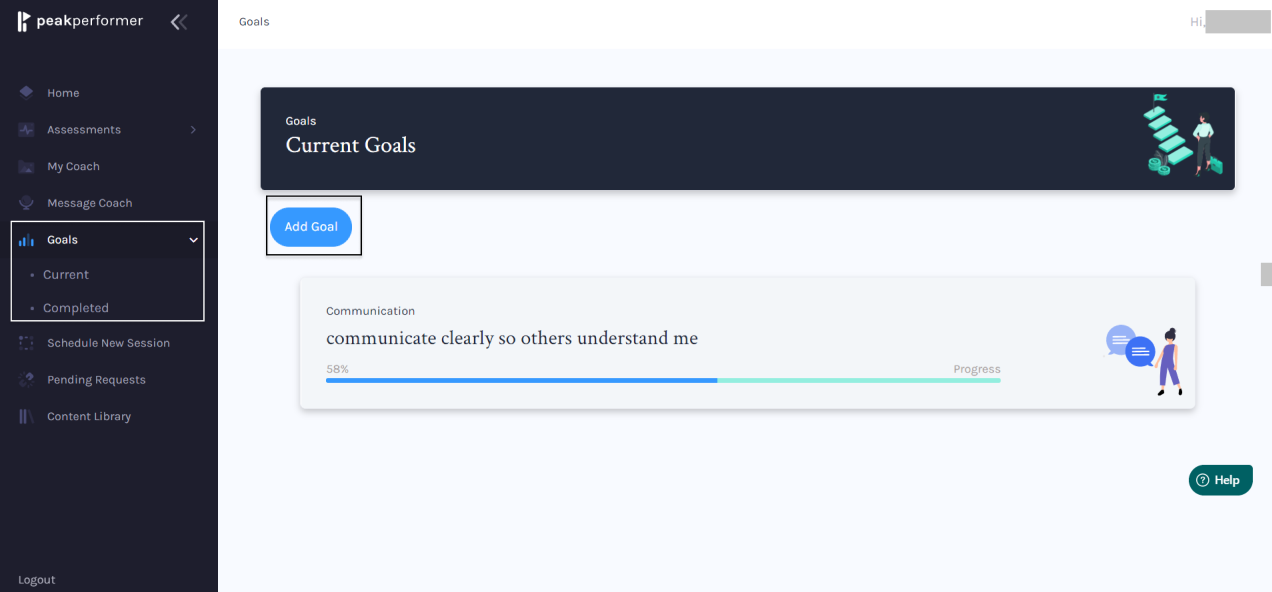 peakperformer
Home
Assessments
My Coach
Message Coach
Goals
Current
Completed
Schedule New Session
Pending Requests
Content Library
Logout
Goals
Hi,
Goals
Current Goals
Add Goal
Communication
communicate clearly so others understand me
58% Progress
Help